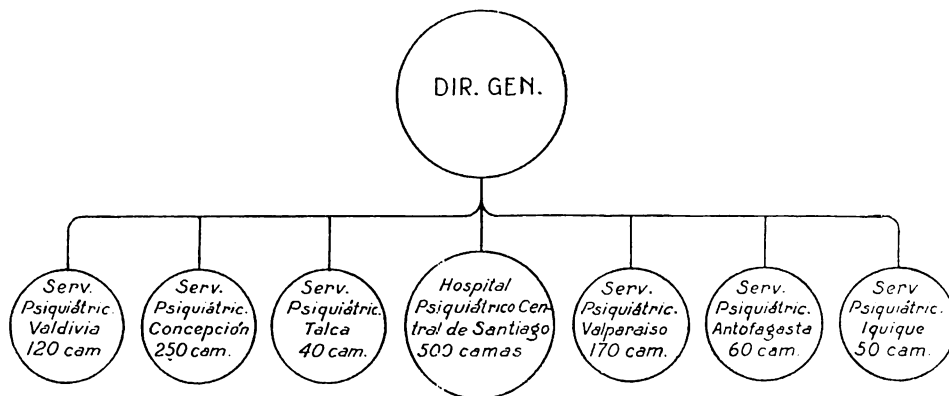 DIR. GEN.
Serv.
Psiquiátric.
Valdivia
120 cam
Serv.
Psiquiátric.
Concepción
250 cam.
Serv.
Psiquiátric.
Talca
40 cam.
Hospital
Psiquiátrico Cen-
tral de Santiago
500 camas
Serv.
Psiquiátric.
Valparaiso
170 cam.
Serv.
Psiquiátric.
Antofagasta
60 cam.
Serv
Psiquiátric.
Iquique
50 cam.